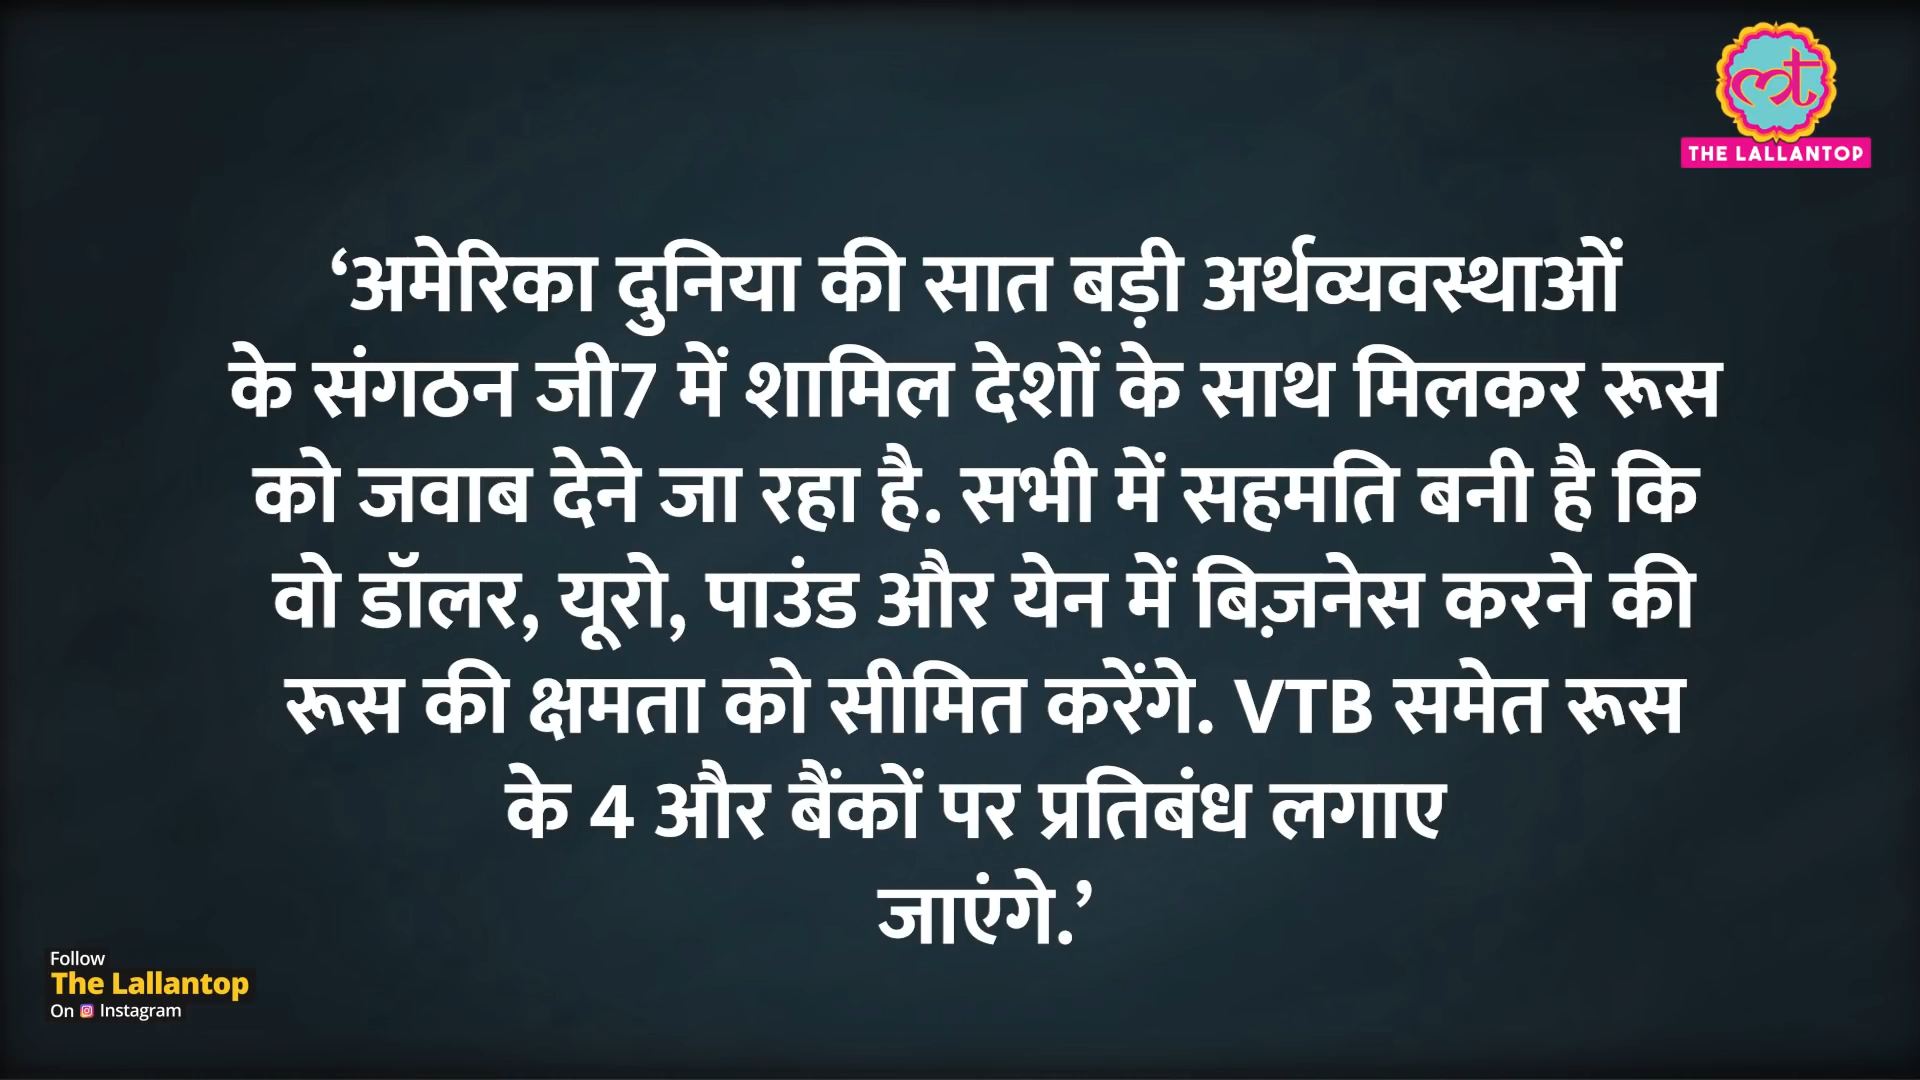 THE LALLANTOP
‘अमेरिका दुनिया की सात बड़ी अर्थव्यवस्थाओं
के संगठन जी7 में शामिल देशों के साथ मिलकर रूस
को जवाब देने जा रहा है. सभी में सहमति बनी है कि
वो डॉलर, यूरो, पाउंड और येन में बिज़नेस करने की
रूस की क्षमता को सीमित करेंगे. VTB समेत रूस
के 4 और बैंकों पर प्रतिबंध लगाए
जाएंगे.’
Follow
The Lallantop
On Instagram